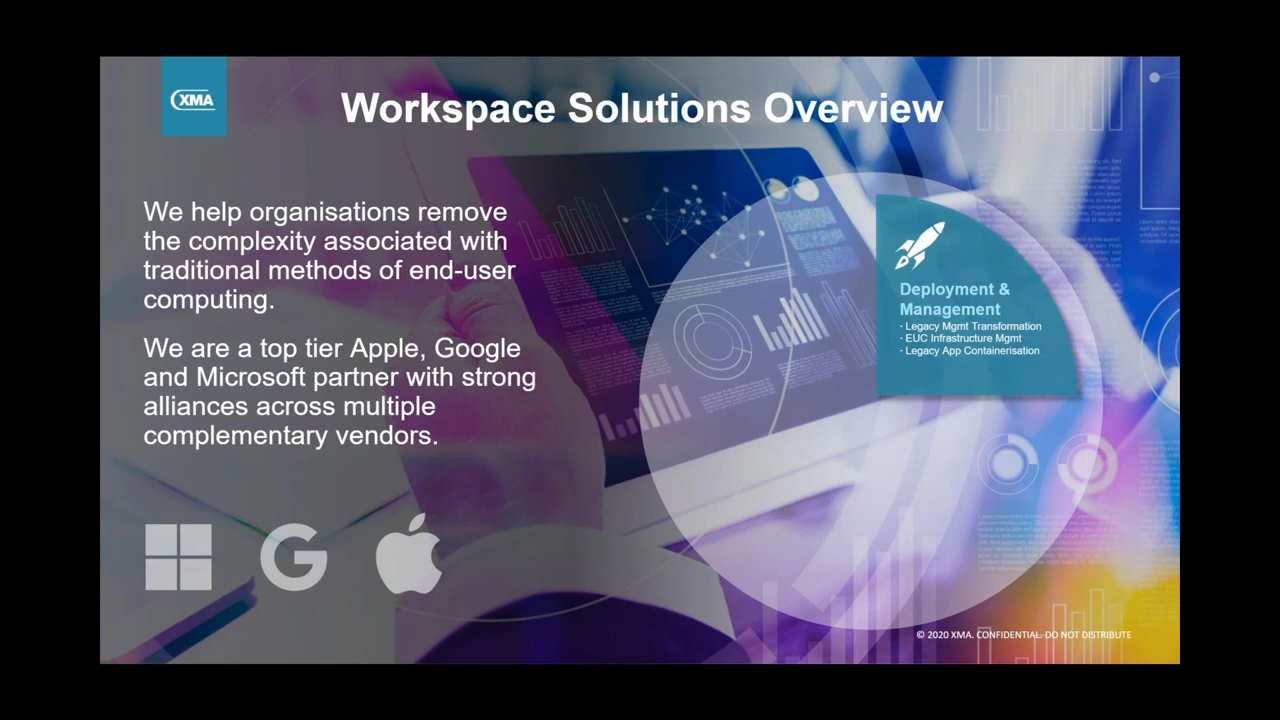 XMA
Workspace Solutions Overview
We help organisations remove
the complexity associated with
traditional methods of end-user
computing.
We are a top tier Apple, Google
and Microsoft partner with strong
alliances across multiple
complementary vendors.
Deployment &
Management
· Legacy Mgmt Transformation
· EUC Infrastructure Mgmt
· Legacy App Containerisation
© 2020 XMA. CONFIDENTIAL. DO NOT DISTRIBUTE